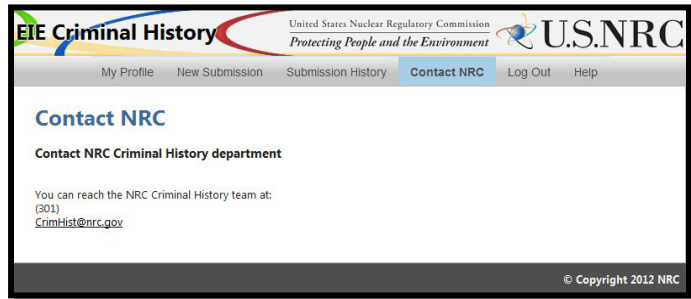 EIE Criminal History
United States Nuclear Regulatory Commission
Protecting People and the Environment
U.S.NRC
My Profile New Submission Submission History Contact NRC Log Out Help
Contact NRC
Contact NRC Criminal History department
You can reach the NRC Criminal History team at:
(301)
CrimHist@nrc.gov
© Copyright 2012 NRC